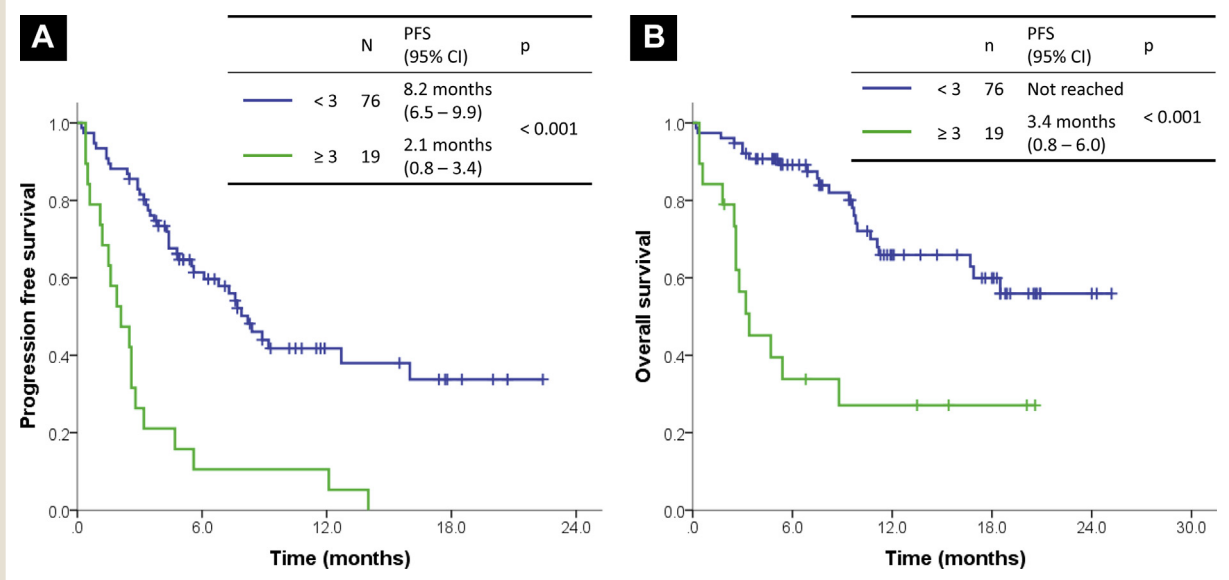 A
N PFS (95% CI) p
< 3 76 8.2 months (6.5 – 9.9)
< 0.001
≥ 3 19 2.1 months (0.8 – 3.4)
Progression free survival
1.0
0.8
0.6
0.4
0.2
0.0
.0 6.0 12.0 18.0 24.0
Time (months)
B
n PFS (95% CI) p
< 3 76 Not reached
< 0.001
≥ 3 19 3.4 months (0.8 – 6.0)
Overall survival
1.0
0.8
0.6
0.4
0.2
0.0
.0 6.0 12.0 18.0 24.0 30.0
Time (months)